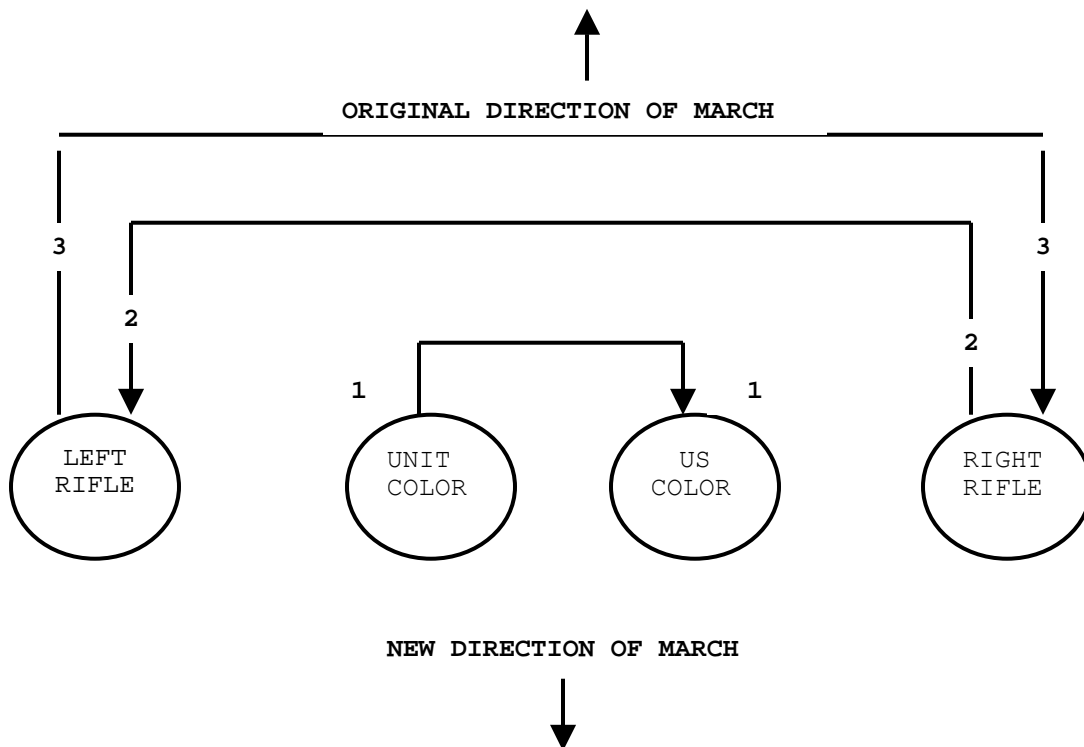 ORIGINAL DIRECTION OF MARCH
3
3
2
2
1
1
LEFT
RIFLE
UNIT
COLOR
US
COLOR
RIGHT
RIFLE
NEW DIRECTION OF MARCH